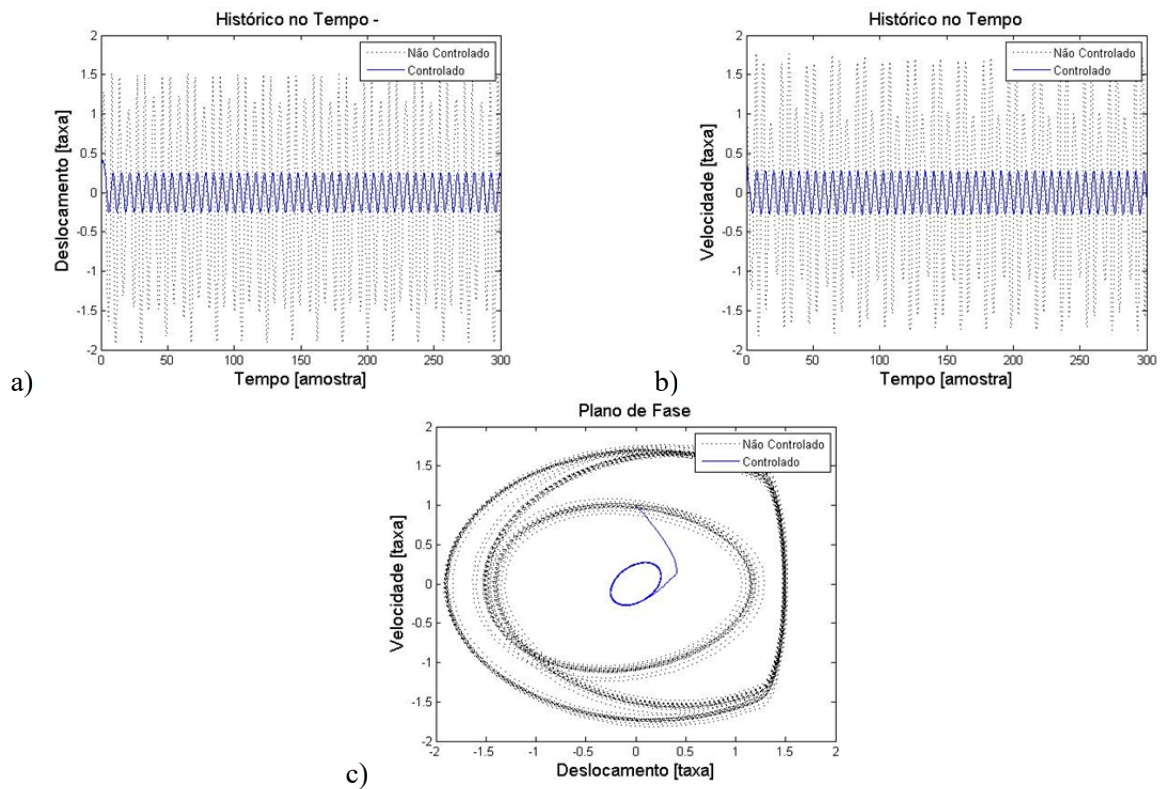 Histórico no Tempo -
Não Controlado
Controlado
Deslocamento [taxa]
2
1.5
1
0.5
0
-0.5
-1
-1.5
-2
0
50
100
150
200
250
300
Tempo [amostra]
a)
Histórico no Tempo
Não Controlado
Controlado
Velocidade [taxa]
2
1.5
1
0.5
0
-0.5
-1
-1.5
-2
0
50
100
150
200
250
300
Tempo [amostra]
b)
Plano de Fase
Não Controlado
Controlado
Velocidade [taxa]
2
1.5
1
0.5
0
-0.5
-1
-1.5
-2
-2
-1.5
-1
-0.5
0
0.5
1
1.5
2
Deslocamento [taxa]
c)